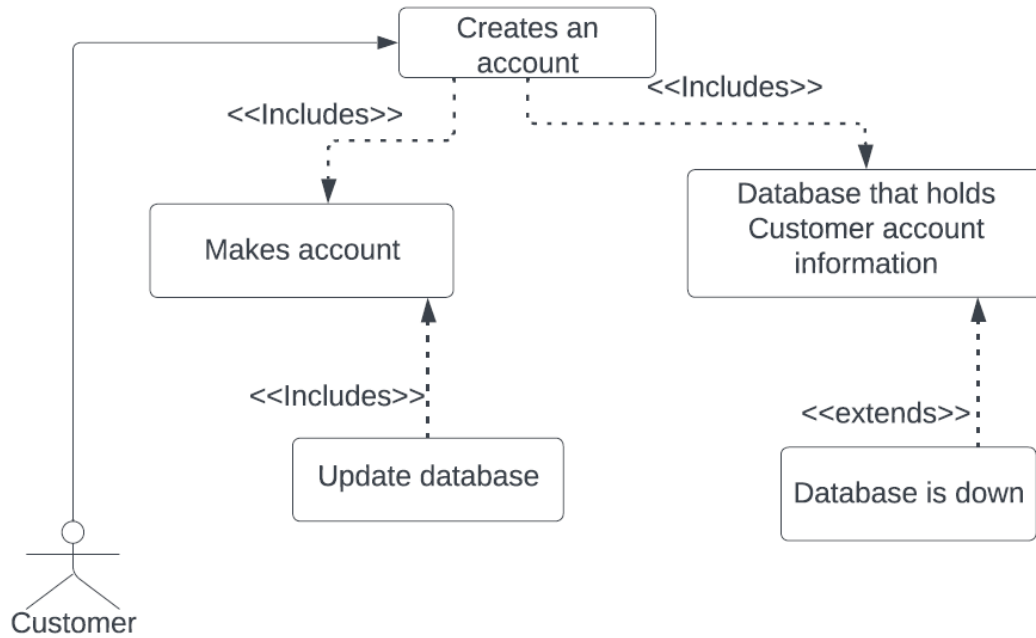 Creates an
account
<<Includes>>
<<Includes>>
Makes account
Database that holds
Customer account
information
<<Includes>>
<<extends>>
Update database
Database is down
Customer